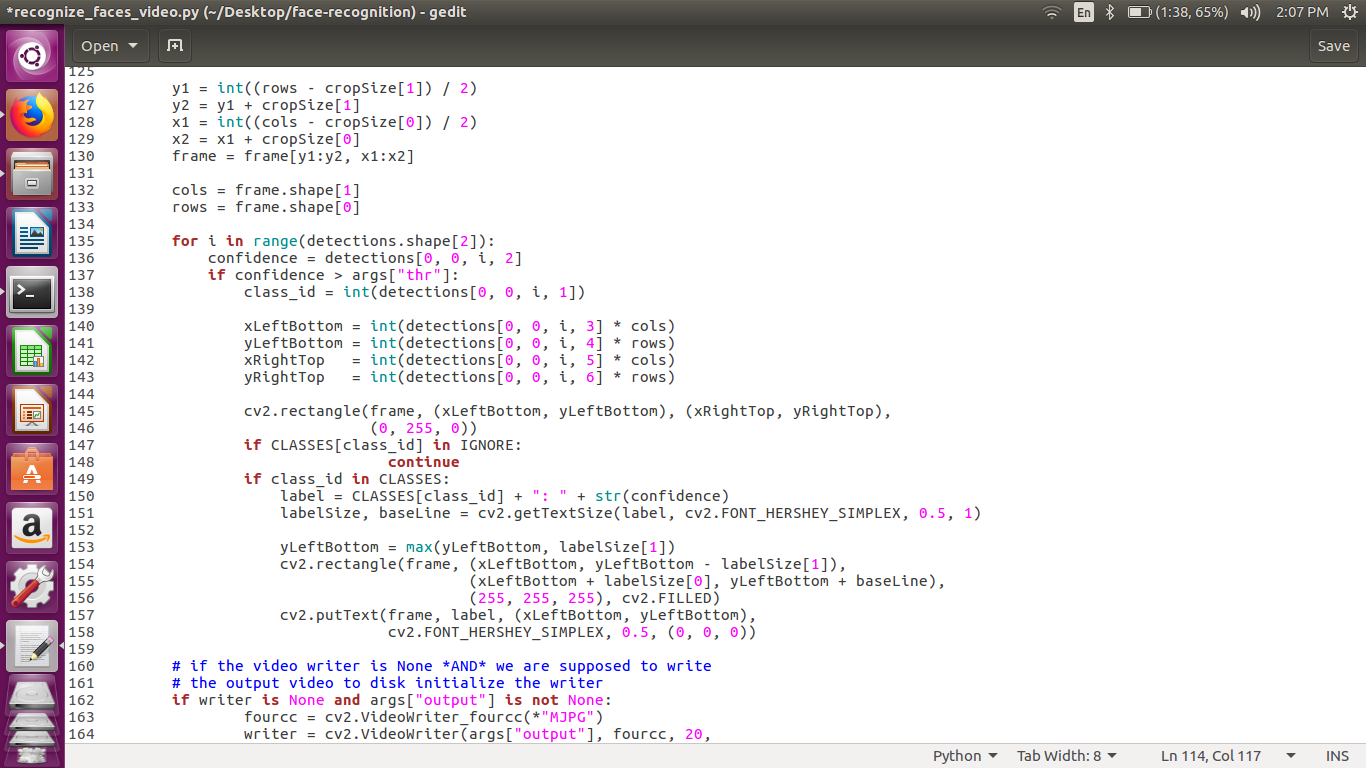 *recognize_faces_video.py (~/Desktop/face-recognition) - gedit
En
(1:38, 65%)
2:07 PM
Open
Save
125
126 y1 = int((rows - cropSize[1]) / 2)
127 y2 = y1 + cropSize[1]
128 x1 = int((cols - cropSize[0]) / 2)
129 x2 = x1 + cropSize[0]
130 frame = frame[y1:y2, x1:x2]
131
132 cols = frame.shape[1]
133 rows = frame.shape[0]
134
135 for i in range(detections.shape[2]):
136 confidence = detections[0, 0, i, 2]
137 if confidence > args["thr"]:
138 class_id = int(detections[0, 0, i, 1])
139
140 xLeftBottom = int(detections[0, 0, i, 3] * cols)
141 yLeftBottom = int(detections[0, 0, i, 4] * rows)
142 xRightTop   = int(detections[0, 0, i, 5] * cols)
143 yRightTop   = int(detections[0, 0, i, 6] * rows)
144
145 cv2.rectangle(frame, (xLeftBottom, yLeftBottom), (xRightTop, yRightTop),
146 (0, 255, 0))
147 if CLASSES[class_id] in IGNORE:
148 continue
149 if class_id in CLASSES:
150 label = CLASSES[class_id] + ": " + str(confidence)
151 labelSize, baseLine = cv2.getTextSize(label, cv2.FONT_HERSHEY_SIMPLEX, 0.5, 1)
152
153 yLeftBottom = max(yLeftBottom, labelSize[1])
154 cv2.rectangle(frame, (xLeftBottom, yLeftBottom - labelSize[1]),
155 (xLeftBottom + labelSize[0], yLeftBottom + baseLine),
156 (255, 255, 255), cv2.FILLED)
157 cv2.putText(frame, label, (xLeftBottom, yLeftBottom),
158 cv2.FONT_HERSHEY_SIMPLEX, 0.5, (0, 0, 0))
159
160 # if the video writer is None *AND* we are supposed to write
161 # the output video to disk initialize the writer
162 if writer is None and args["output"] is not None:
163 fourcc = cv2.VideoWriter_fourcc(*"MJPG")
164 writer = cv2.VideoWriter(args["output"], fourcc, 20,
Python
Tab Width: 8
Ln 114, Col 117
INS